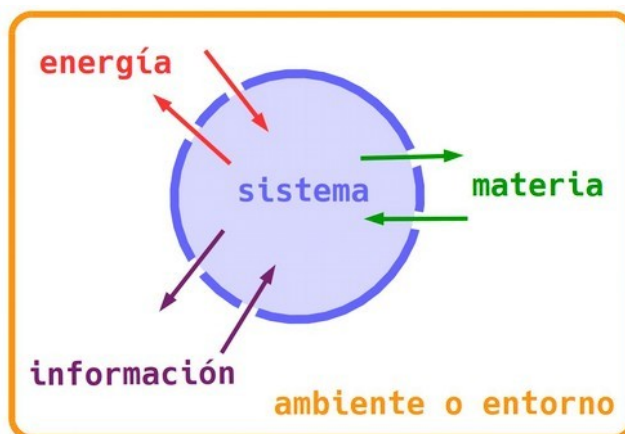 energía
sistema
materia
información
ambiente o entorno